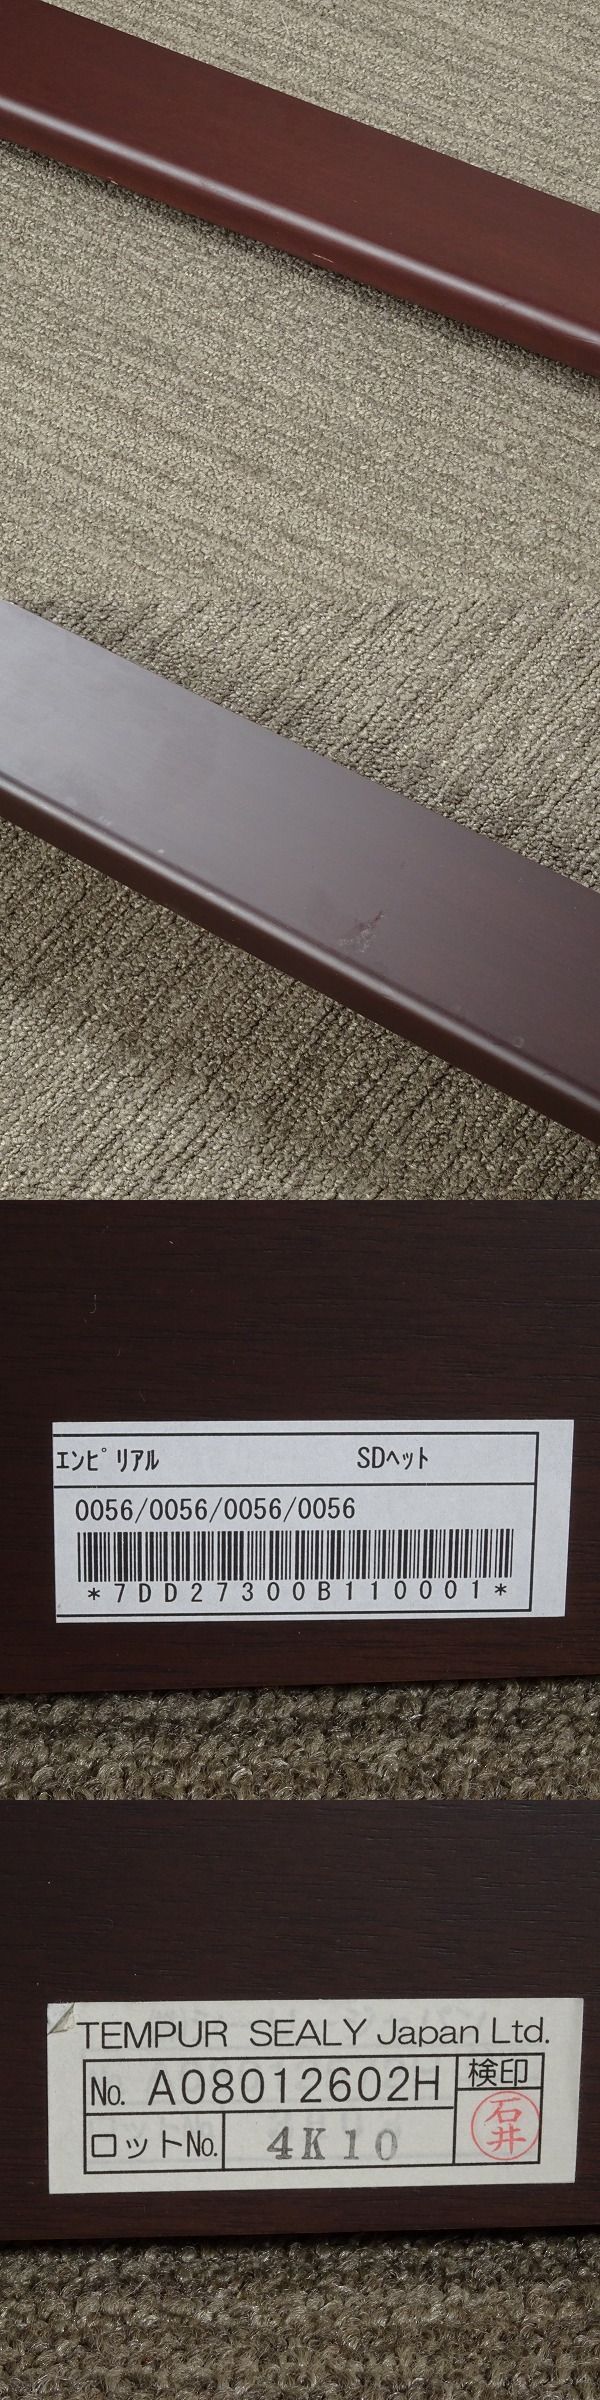 ｴﾝﾋﾟﾘｱﾙ SDﾍｯﾄ
0056/0056/0056/0056
*7DD27300B110001*
TEMPUR SEALY Japan Ltd.
No. A08012602H 検印
ロットNo. 4K10 石井